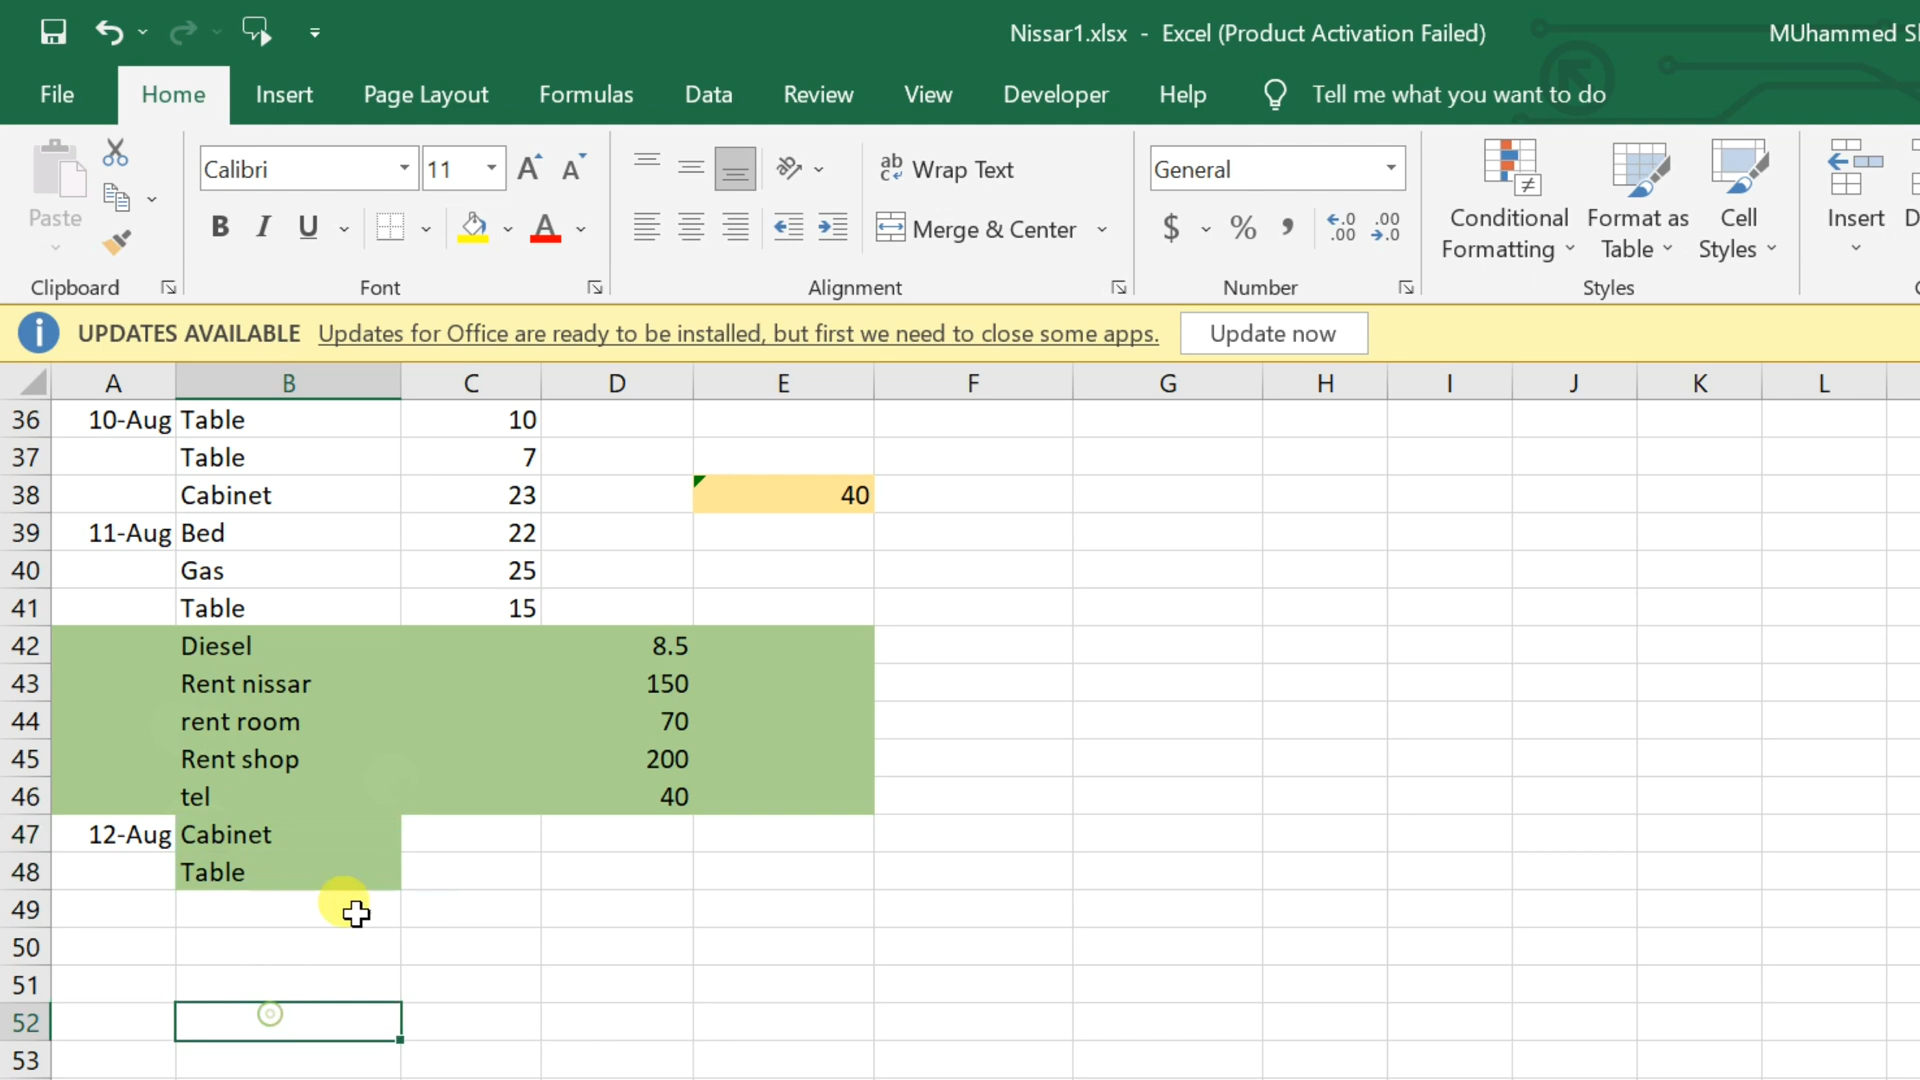 Nissar1.xlsx - Excel (Product Activation Failed)
MUhammed
File Home Insert Page Layout Formulas Data Review View Developer Help Tell me what you want to do
Paste
Calibri 11
ab Wrap Text
General
B I U A
Merge & Center
$ % , .00 .00
Conditional Formatting
Format as Table
Cell Styles
Insert
Clipboard Font Alignment Number Styles
UPDATES AVAILABLE Updates for Office are ready to be installed, but first we need to close some apps. Update now
A B C D E F G H I J K L
36 10-Aug Table 10
37 Table 7
38 Cabinet 23 40
39 11-Aug Bed 22
40 Gas 25
41 Table 15
42 Diesel 8.5
43 Rent nissar 150
44 rent room 70
45 Rent shop 200
46 tel 40
47 12-Aug Cabinet
48 Table
49
50
51
52
53